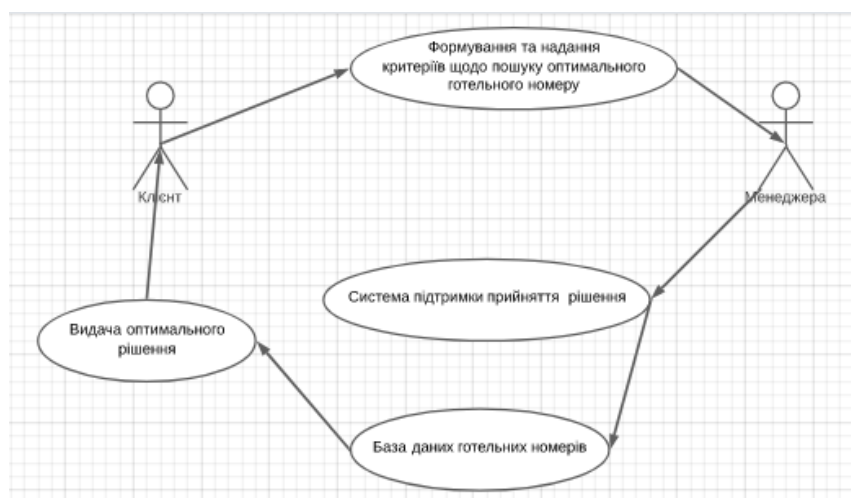 Формування та надання
критеріїв щодо пошуку оптимального
готельного номеру
Клієнт
Менеджера
Система підтримки прийняття рішення
Видача оптимального
рішення
База даних готельних номерів